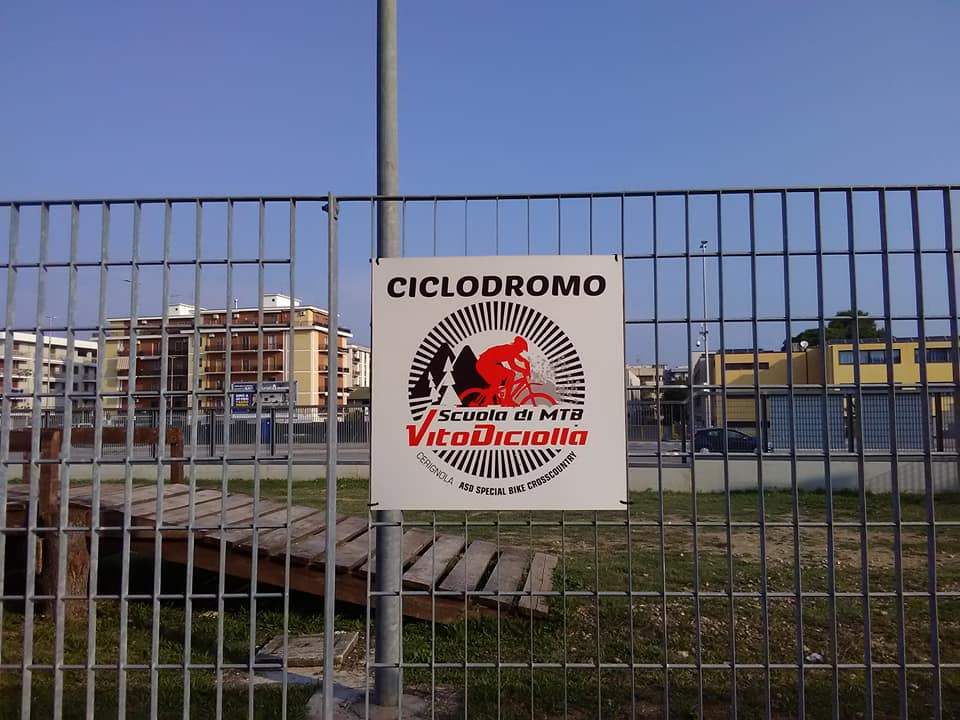 CICLODROMO
SCUOLA di MTB
VitoDiciolla
CERIGNOLA ASD SPECIAL BIKE CROSSCOUNTRY